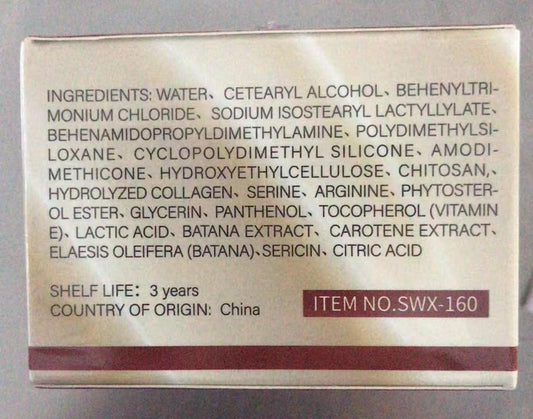 INGREDIENTS: WATER、CETEARYL ALCOHOL、BEHENYLTRI-
MONIUM CHLORIDE、SODIUM ISOSTEARYL LACTYLLYLATE、
BEHENAMIDOPROPYLDIMETHYLAMINE、POLYDIMETHYLSI-
LOXANE、CYCLOPOLYDIMETHYL SILICONE、AMODI-
METHICONE、HYDROXYETHYLCELLULOSE、CHITOSAN,、
HYDROLYZED COLLAGEN、SERINE、ARGININE、PHYTOSTER-
OL ESTER、GLYCERIN、PANTHENOL、TOCOPHEROL (VITAMIN
E)、LACTIC ACID、BATANA EXTRACT、CAROTENE EXTRACT、
ELAESIS OLEIFERA (BATANA)、SERICIN、CITRIC ACID
SHELF LIFE: 3 years
COUNTRY OF ORIGIN: China
ITEM NO.SWX-160